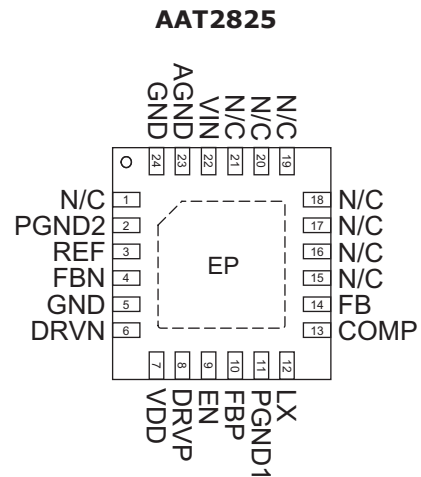 AAT2825
GND
AGND
VIN
N/C
N/C
N/C
24
23
22
21
20
19
N/C 1
PGND2 2
REF 3
FBN 4
GND 5
DRVN 6
EP
18 N/C
17 N/C
16 N/C
15 N/C
14 FB
13 COMP
7
8
9
10
11
12
VDD
DRVP
EN
FBP
PGND1
LX